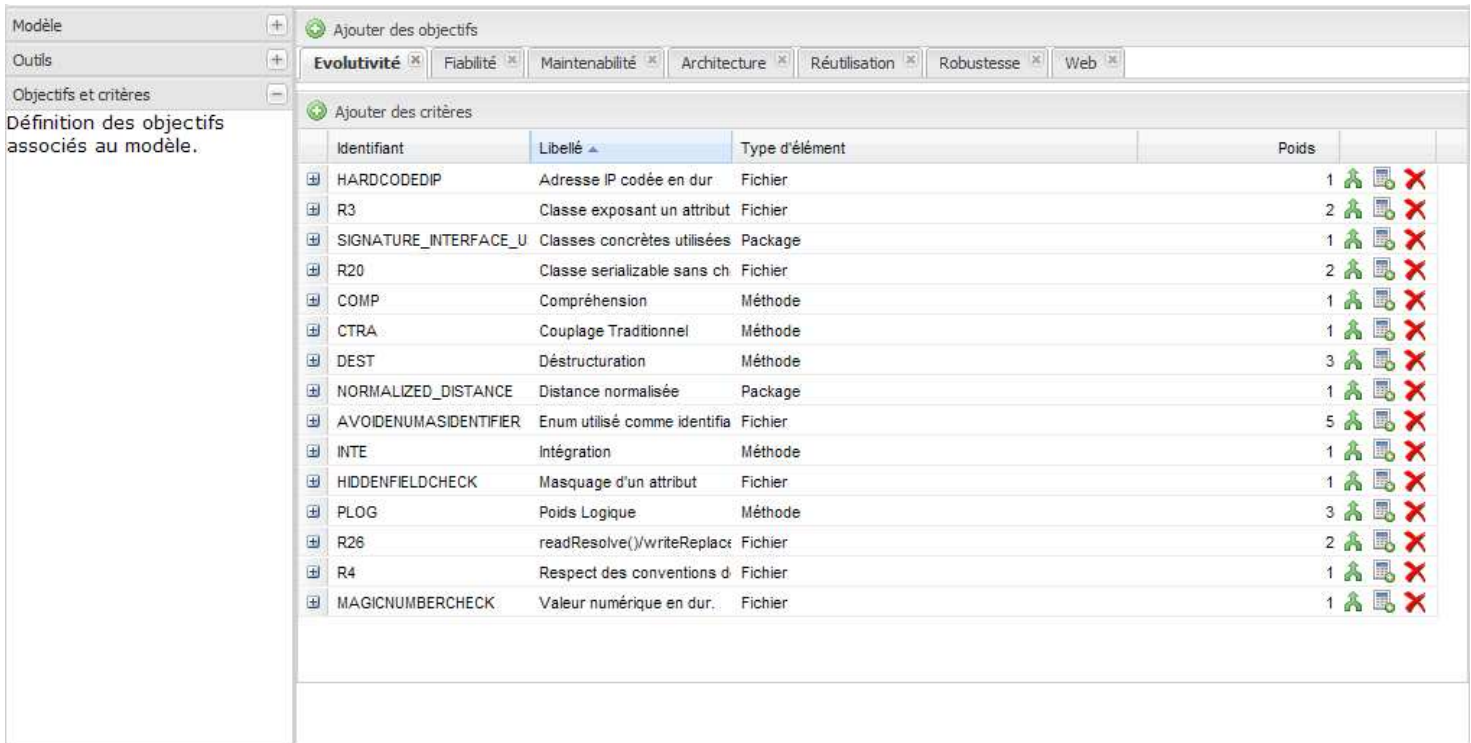 Modèle
Outils
Objectifs et critères
Définition des objectifs
associés au modèle.
Ajouter des objectifs
Evolutivité Fiabilité Maintenabilité Architecture Réutilisation Robustesse Web
Ajouter des critères
Identifiant Libellé Type d'élément Poids
HARDCODEDIP Adresse IP codée en dur Fichier 1
R3 Classe exposant un attribut Fichier 2
SIGNATURE_INTERFACE_U Classes concrètes utilisées Package 1
R20 Classe serializable sans ch Fichier 2
COMP Compréhension Méthode 1
CTRA Couplage Traditionnel Méthode 1
DEST Déstructuration Méthode 3
NORMALIZED_DISTANCE Distance normalisée Package 1
AVOIDENUMASIDENTIFIER Enum utilisé comme identifia Fichier 5
INTE Intégration Méthode 1
HIDDENFIELDCHECK Masquage d'un attribut Fichier 1
PLOG Poids Logique Méthode 3
R26 readResolve()/writeReplace Fichier 2
R4 Respect des conventions d Fichier 1
MAGICNUMBERCHECK Valeur numérique en dur. Fichier 1